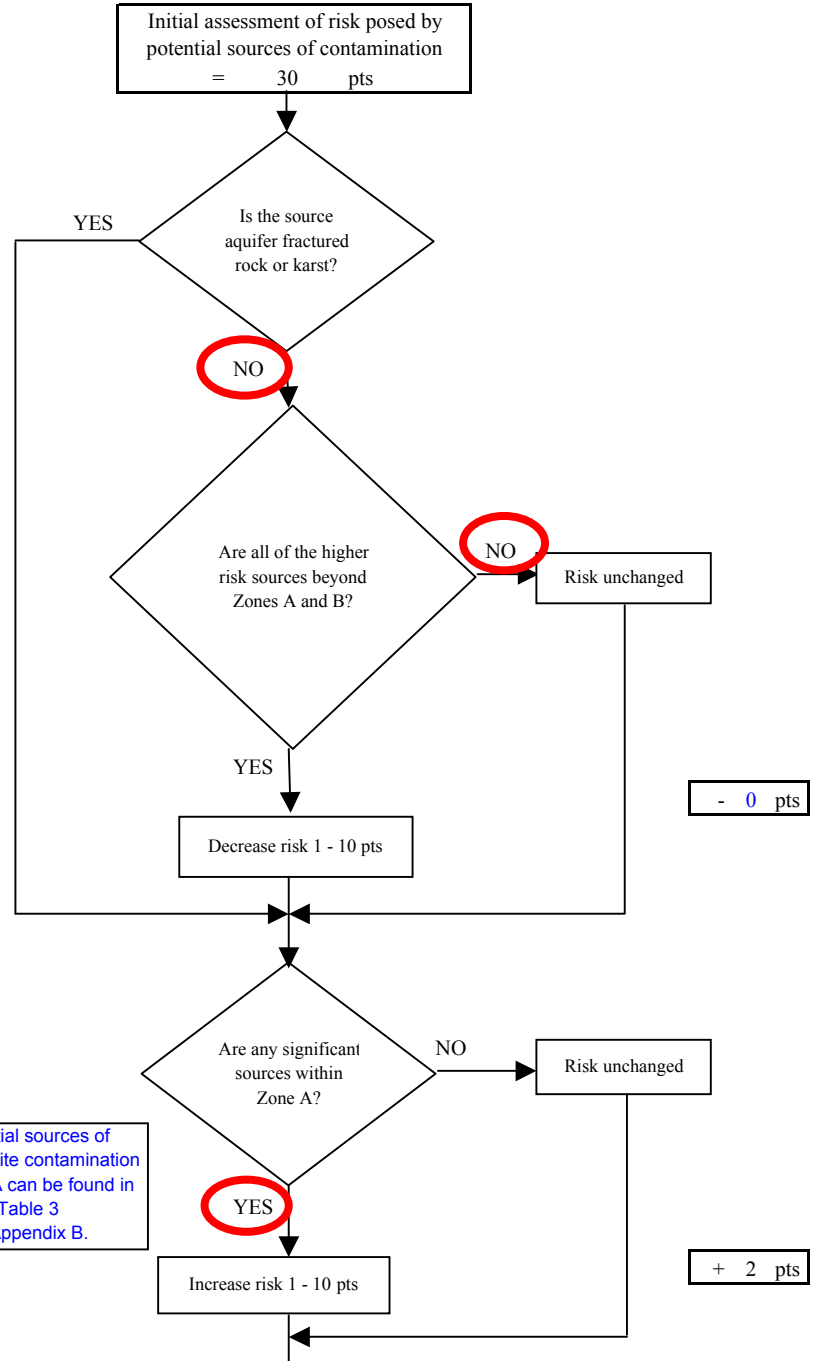 Initial assessment of risk posed by
potential sources of contamination
= 30 pts
YES
Is the source
aquifer fractured
rock or karst?
NO
Are all of the higher
risk sources beyond
Zones A and B?
NO
Risk unchanged
YES
- 0 pts
Decrease risk 1 - 10 pts
Are any significant
sources within
Zone A?
NO
Risk unchanged
tial sources of
ite contamination
A can be found in
Table 3
Appendix B.
YES
Increase risk 1 - 10 pts
+ 2 pts